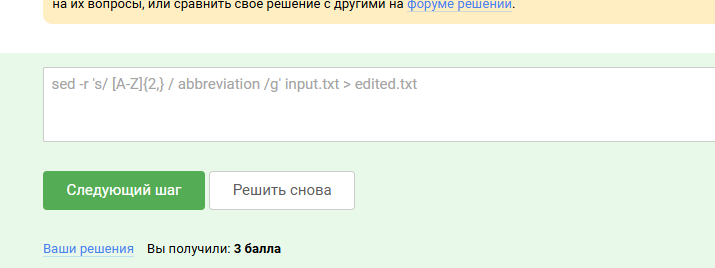 на их вопросы, или сравнить своё решение с другими на форуме решений.
sed -r 's/ [A-Z]{2,} / abbreviation /g' input.txt > edited.txt
Следующий шаг Решить снова
Ваши решения Вы получили: 3 балла